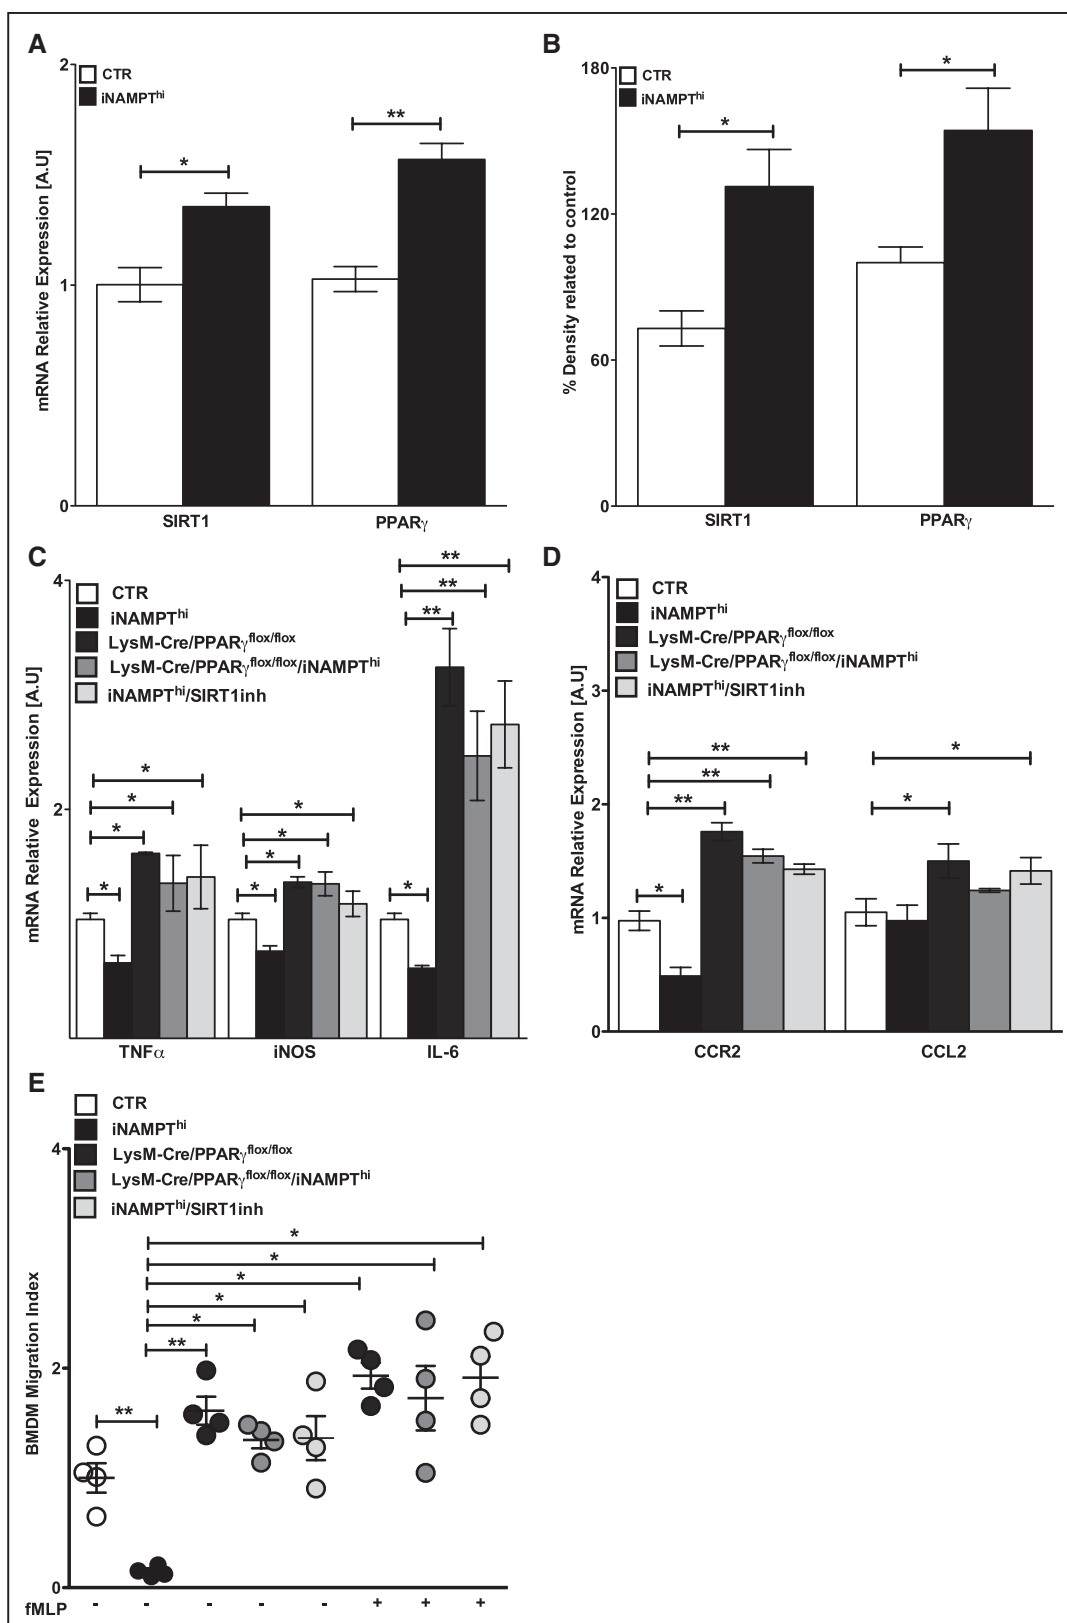 A
2
CTR
iNAMPThi
*
**
mRNA Relative Expression [A.U]
1
0
SIRT1
PPARγ
B
180
CTR
iNAMPThi
*
*
% Density related to control
120
60
0
SIRT1
PPARγ
C
4
CTR
iNAMPThi
LysM-Cre/PPARγflox/flox
LysM-Cre/PPARγflox/flox/iNAMPThi
iNAMPThi/SIRT1inh
**
**
**
mRNA Relative Expression [A.U]
2
*
*
*
*
*
*
*
*
*
TNFα
iNOS
IL-6
D
4
CTR
iNAMPThi
LysM-Cre/PPARγflox/flox
LysM-Cre/PPARγflox/flox/iNAMPThi
iNAMPThi/SIRT1inh
3
mRNA Relative Expression [A.U]
**
**
**
*
*
*
2
1
0
CCR2
CCL2
E
CTR
iNAMPThi
LysM-Cre/PPARγflox/flox
LysM-Cre/PPARγflox/flox/iNAMPThi
iNAMPThi/SIRT1inh
4
BMDM Migration Index
*
*
*
*
*
**
**
2
0
fMLP - - - - - + + +